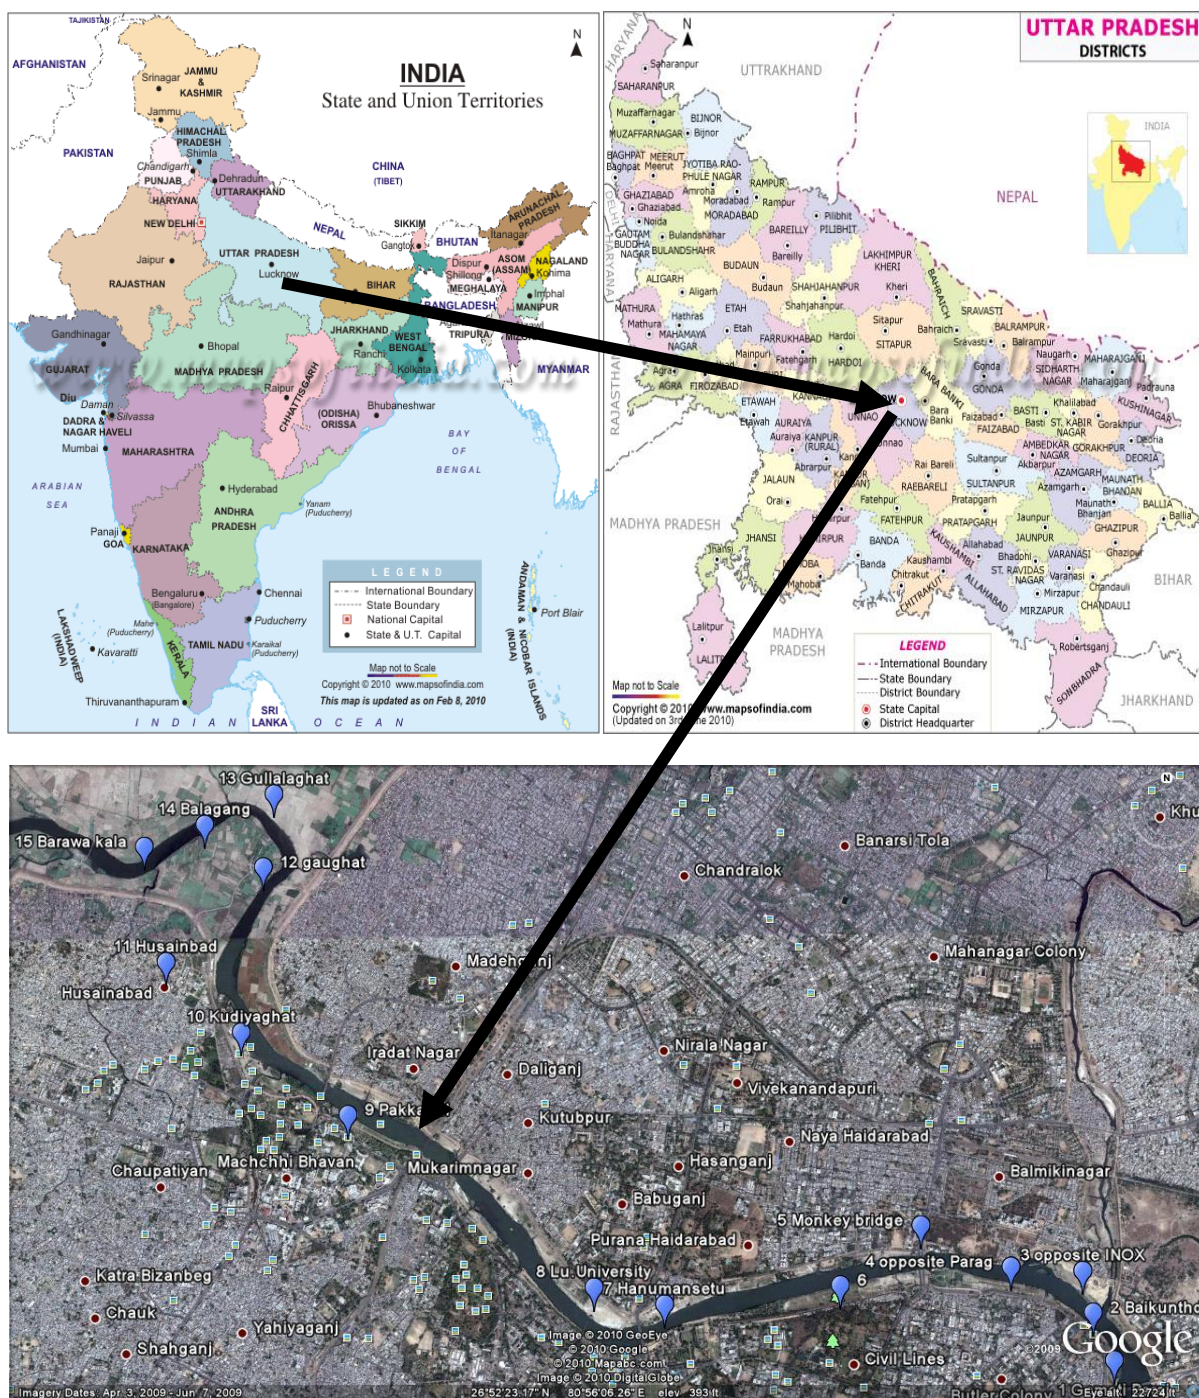 TAJIKISTAN
AFGHANISTAN
JAMMU
&
KASHMIR
Srinagar
Jammu
N
INDIA
State and Union Territories
HIMACHAL
PRADESH
Shimla
PAKISTAN
Chandigarh
PUNJAB
Dehradun
UTTARAKHAND
HARYANA
NEW DELHI
CHINA
(TIBET)
ARUNACHAL
PRADESH
Itanagar
NEPAL
SIKKIM
Gangtok
BHUTAN
UTTAR PRADESH
Lucknow
Jaipur
RAJASTHAN
BIHAR
Dispur
ASOM
(ASSAM)
NAGALAND
Kohima
Shillong
MEGHALAYA
Imphal
MANIPUR
BANGLADESH
TRIPURA
Gandhinagar
GUJARAT
Bhopal
MADHYA PRADESH
JHARKHAND
Ranchi
WEST
BENGAL
Kolkata
MYANMAR
Raipur
CHHATTISGARH
Diu
Daman
Silvassa
DADRA &
NAGAR HAVELI
Mumbai
MAHARASHTRA
(ODISHA)
ORISSA
Bhubaneshwar
BAY
OF
BENGAL
ARABIAN
SEA
Hyderabad
ANDHRA
PRADESH
Yanam
(Puducherry)
Panaji
GOA
KARNATAKA
Bengaluru
(Bangalore)
Chennai
Mahe
(Puducherry)
Puducherry
TAMIL NADU
Karaikal
(Puducherry)
KERALA
LAKSHADWEEP
(INDIA)
Kavaratti
Thiruvananthapuram
SRI
LANKA
INDIAN OCEAN
ANDAMAN & NICOBAR ISLANDS
(INDIA)
Port Blair
LEGEND
International Boundary
State Boundary
National Capital
State & U.T. Capital
Map not to Scale
Copyright © 2010 www.mapsofindia.com
This map is updated as on Feb 8, 2010
UTTAR PRADESH
DISTRICTS
N
HARYANA
UTTRAKHAND
INDIA
NEPAL
DELHI
HARYANA
RAJASTHAN
Saharanpur
SAHARANPUR
Muzaffarnagar
MUZAFFARNAGAR
BIJNOR
Bijnor
BAGHPAT
Baghpat
MEERUT
Meerut
JYOTIBA RAO-
PHULE NAGAR
Amroha
RAMPUR
Rampur
GHAZIABAD
Ghaziabad
Moradabad
MORADABAD
Noida
GAUTAM
BUDDHA
NAGAR
Bulandshahar
BULANDSHAHR
BAREILLY
Bareilly
Pilibhit
PILIBHIT
LAKHIMPUR
KHERI
Kheri
BUDAUN
Budaun
SHAHJAHANPUR
Shahjahanpur
BAHRAICH
Bahraich
SRAVASTI
Sravasti
BALRAMPUR
Balrampur
ALIGARH
Aligarh
MATHURA
Mathura
Hathras
MAHAMAYA
NAGAR
ETAH
Etah
FARRUKHABAD
Fatehgarh
Hardoi
HARDOI
Sitapur
SITAPUR
Naugarh
SIDHARTH
NAGAR
MAHARAJGANJ
Maharajganj
Agra
AGRA
FIROZABAD
Mainpuri
Gonda
GONDA
BARA BANKI
Bara
Banki
Padrauna
KUSHINAGAR
ETAWAH
Etawah
AURAIYA
Auraiya
KANPUR
(RURAL)
Akbarpur
UNNAO
Faizabad
FAIZABAD
BASTI
Basti
Khalilabad
ST. KABIR
NAGAR
Gorakhpur
GORAKHPUR
Deoria
DEORIA
AMBEDKAR
NAGAR
Akbarpur
Rai Bareli
RAEBARELI
Sultanpur
SULTANPUR
AZAMGARH
Azamgarh
MAUNATH
BHANJAN
Maunath
Bhanjan
BALLIA
Ballia
JALAUN
Orai
Fatehpur
FATEHPUR
Pratapgarh
PRATAPGARH
Jaunpur
JAUNPUR
GHAZIPUR
Ghazipur
MADHYA PRADESH
JHANSI
Jhansi
Mahoba
BANDA
Banda
KAUSHAMBI
Kaushambi
Chitrakut
CHITRAKUT
Allahabad
ALLAHABAD
Bhadohi
ST. RAVIDAS
NAGAR
VARANASI
Varanasi
Mirzapur
MIRZAPUR
Chandauli
CHANDAULI
BIHAR
Lalitpur
MADHYA
PRADESH
Robertsganj
SONBHADRA
JHARKHAND
LEGEND
International Boundary
State Boundary
District Boundary
State Capital
District Headquarter
Map not to Scale
(Updated on 3rd June 2010)
13 Gullalaghat
14 Balagang
15 Barawa kala
12 gaughat
Banarsi Tola
Chandralok
11 Husainbad
Husainabad
Madehganj
Mahanagar Colony
10 Kudiyaghat
Iradat Nagar
Nirala Nagar
Daliganj
Vivekanandapuri
Kutubpur
Naya Haidarabad
Chaupatiyan
Machchhi Bhavan
Mukarimnagar
Hasanganj
Balmikinagar
Babuganj
5 Monkey bridge
Purana Haidarabad
4 opposite Parag
3 opposite INOX
Katra Bizanbeg
8 Lu.University
7 Hanumansetu
6
Chauk
Yahiyaganj
Shahganj
Civil Lines
Image © 2010 GeoEye
© 2010 Google
© 2010 Mapabc.com
Image © 2010 DigitalGlobe
©2009 Google
Imagery Dates: Apr 3, 2009 - Jun 7, 2009
26°52'23.17" N 80°56'06.26" E elev 393 ft